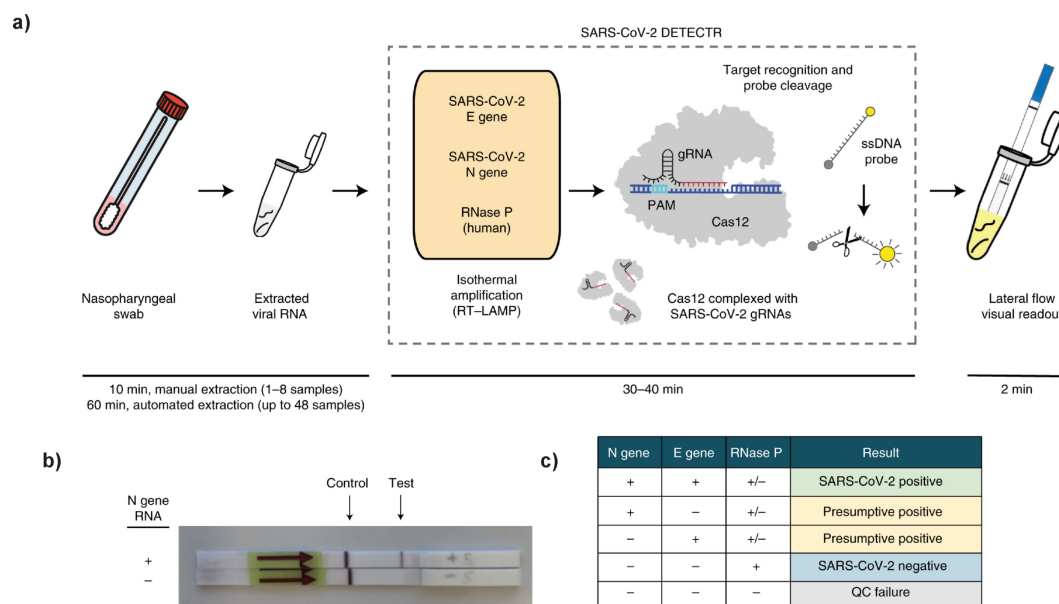 a)
SARS-CoV-2 DETECTR
SARS-CoV-2
E gene
SARS-CoV-2
N gene
RNase P
(human)
Target recognition and
probe cleavage
gRNA
PAM
Cas12
ssDNA
probe
Nasopharyngeal
swab
Extracted
viral RNA
Isothermal
amplification
(RT–LAMP)
Cas12 complexed with
SARS-CoV-2 gRNAs
Lateral flow
visual readout
10 min, manual extraction (1–8 samples)
60 min, automated extraction (up to 48 samples)
30–40 min
2 min
b)
Control Test
N gene
RNA
+
–
+ S
- S
c)
N gene E gene RNase P Result
+ + +/– SARS-CoV-2 positive
+ – +/– Presumptive positive
– + +/– Presumptive positive
– – + SARS-CoV-2 negative
– – – QC failure